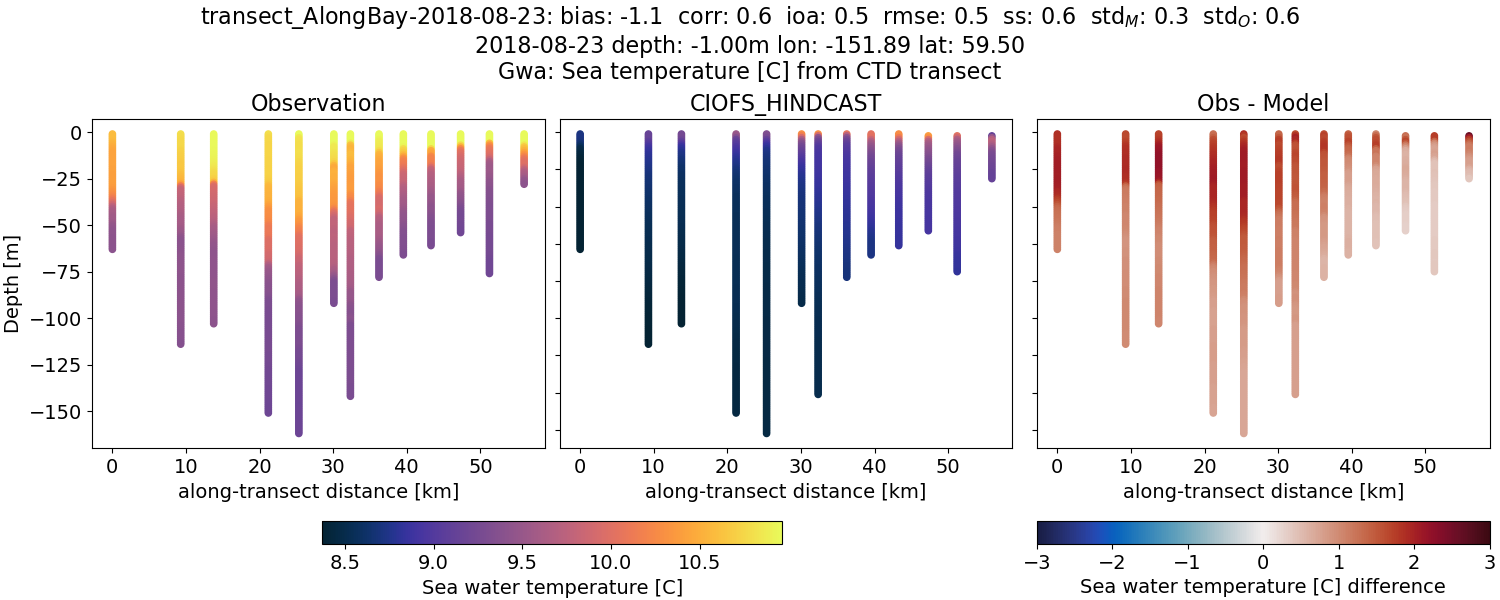 transect_AlongBay-2018-08-23: bias: -1.1 corr: 0.6 ioa: 0.5 rmse: 0.5 ss: 0.6 std_M: 0.3 std_O: 0.6
2018-08-23 depth: -1.00m lon: -151.89 lat: 59.50
Gwa: Sea temperature [C] from CTD transect
Observation
CIOFS_HINDCAST
Obs - Model
Depth [m]
0
−25
−50
−75
−100
−125
−150
0 10 20 30 40 50
0 10 20 30 40 50
0 10 20 30 40 50
along-transect distance [km]
along-transect distance [km]
along-transect distance [km]
8.5 9.0 9.5 10.0 10.5
Sea water temperature [C]
−3 −2 −1 0 1 2 3
Sea water temperature [C] difference